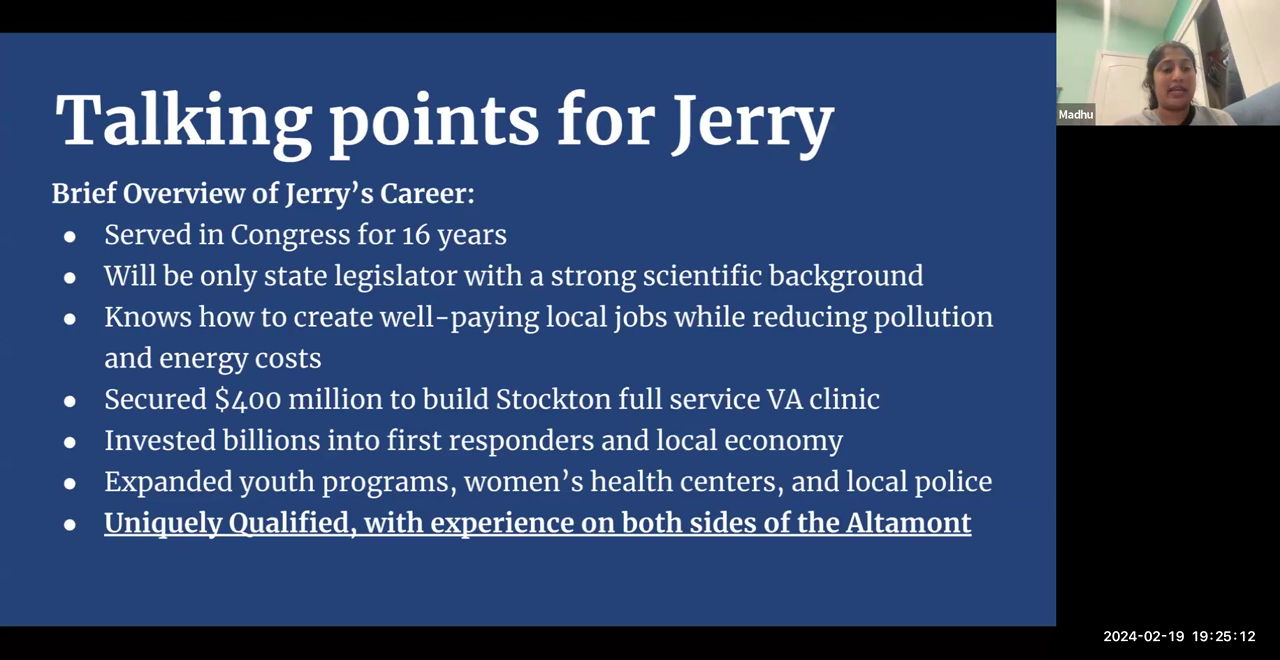 Talking points for Jerry
Brief Overview of Jerry’s Career:
● Served in Congress for 16 years
● Will be only state legislator with a strong scientific background
● Knows how to create well-paying local jobs while reducing pollution
and energy costs
● Secured $400 million to build Stockton full service VA clinic
● Invested billions into first responders and local economy
● Expanded youth programs, women’s health centers, and local police
● Uniquely Qualified, with experience on both sides of the Altamont
Madhu
2024-02-19 19:25:12